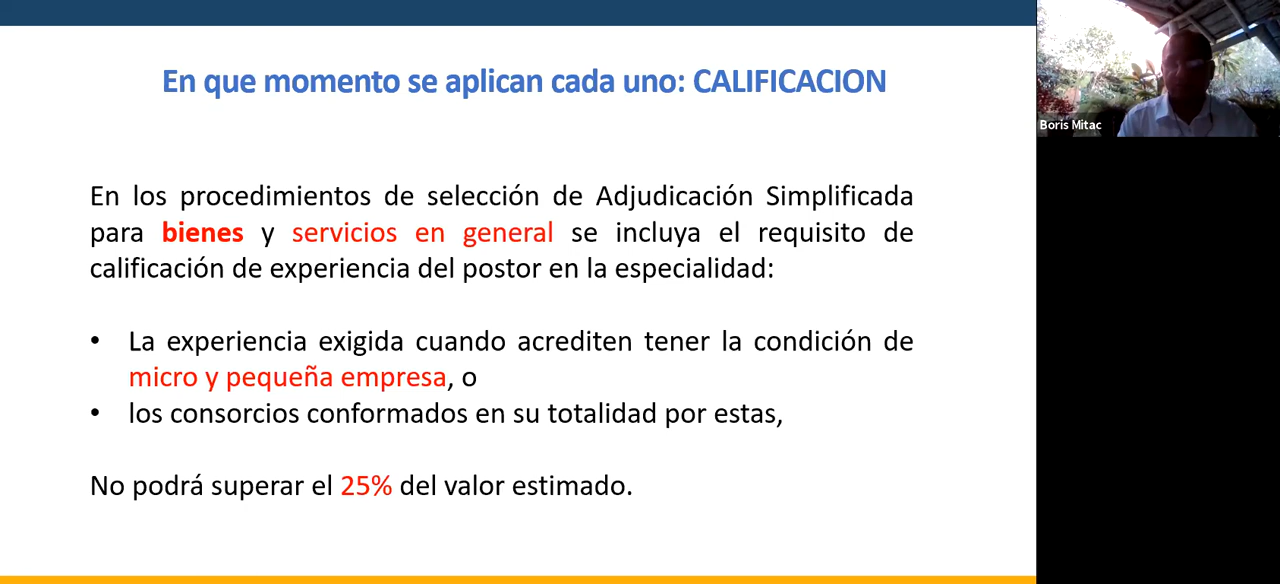 En que momento se aplican cada uno: CALIFICACION
Boris Mitac
En los procedimientos de selección de Adjudicación Simplificada
para bienes y servicios en general se incluya el requisito de
calificación de experiencia del postor en la especialidad:
• La experiencia exigida cuando acrediten tener la condición de
micro y pequeña empresa, o
• los consorcios conformados en su totalidad por estas,
No podrá superar el 25% del valor estimado.